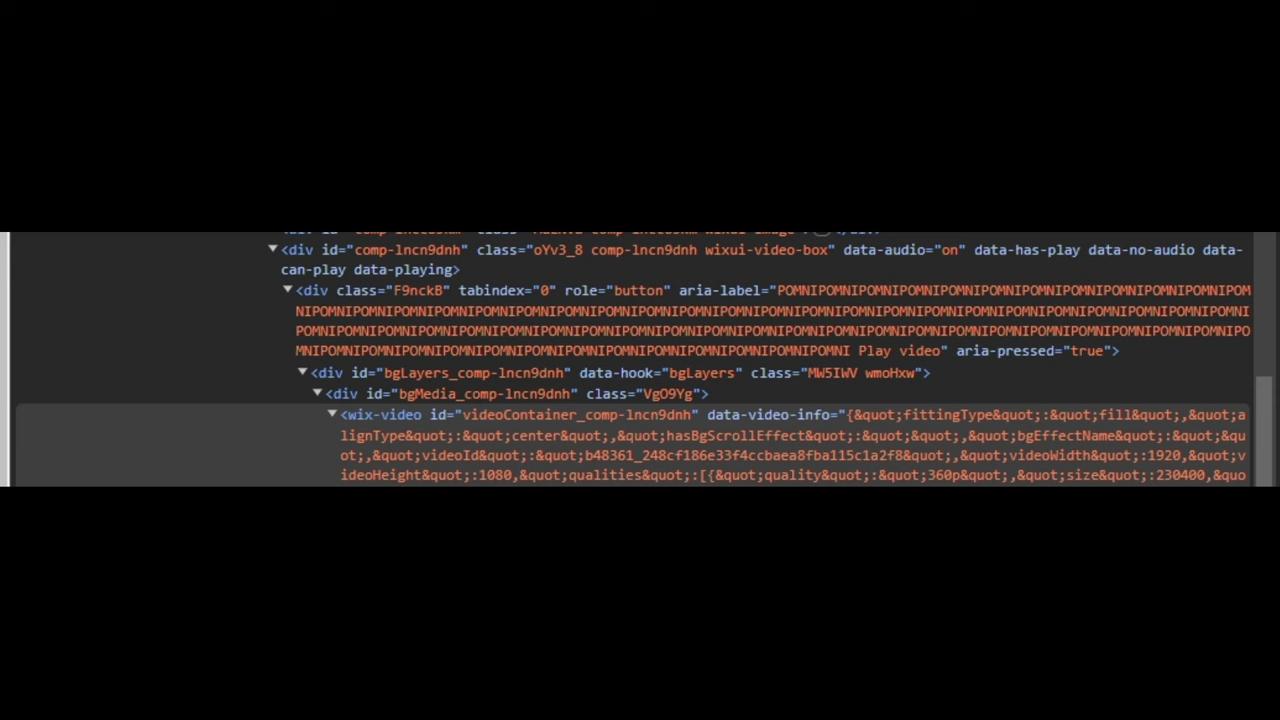 <div id="comp-lncn9dnh" class="oYv3_8 comp-lncn9dnh wixui-video-box" data-audio="on" data-has-play data-no-audio data-
can-play data-playing>
<div class="F9nckB" tabindex="0" role="button" aria-label="POMNIPOMNIPOMNIPOMNIPOMNIPOMNIPOMNIPOMNIPOMNIPOMNIPOMNIPOM
NIPOMNIPOMNIPOMNIPOMNIPOMNIPOMNIPOMNIPOMNIPOMNIPOMNIPOMNIPOMNIPOMNIPOMNIPOMNIPOMNIPOMNIPOMNIPOMNIPOMNIPOMNIPOMNIPOMNI
POMNIPOMNIPOMNIPOMNIPOMNIPOMNIPOMNIPOMNIPOMNIPOMNIPOMNIPOMNIPOMNIPOMNIPOMNIPOMNIPOMNIPOMNIPOMNIPOMNIPOMNIPOMNIPOMNIPO
MNIPOMNIPOMNIPOMNIPOMNIPOMNIPOMNIPOMNIPOMNIPOMNIPOMNIPOMNIPOMNIPOMNI Play video" aria-pressed="true">
<div id="bgLayers_comp-lncn9dnh" data-hook="bgLayers" class="MW5IWV wmoHxw">
<div id="bgMedia_comp-lncn9dnh" class="VgO9Yg">
<wix-video id="videoContainer_comp-lncn9dnh" data-video-info="{&quot;fittingType&quot;:&quot;fill&quot;,&quot;a
lignType&quot;:&quot;center&quot;,&quot;hasBgScrollEffect&quot;:&quot;&quot;,&quot;bgEffectName&quot;:&quot;&qu
ot;,&quot;videoId&quot;:&quot;b48361_248cf186e33f4ccbaea8fba115c1a2f8&quot;,&quot;videoWidth&quot;:1920,&quot;v
ideoHeight&quot;:1080,&quot;qualities&quot;:[{&quot;quality&quot;:&quot;360p&quot;,&quot;size&quot;:230400,&quo